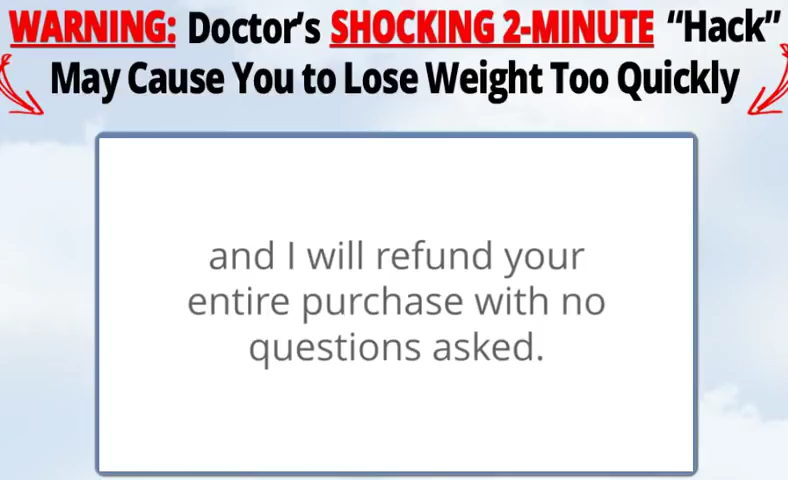 WARNING: Doctor's SHOCKING 2-MINUTE “Hack”
May Cause You to Lose Weight Too Quickly
and I will refund your
entire purchase with no
questions asked.